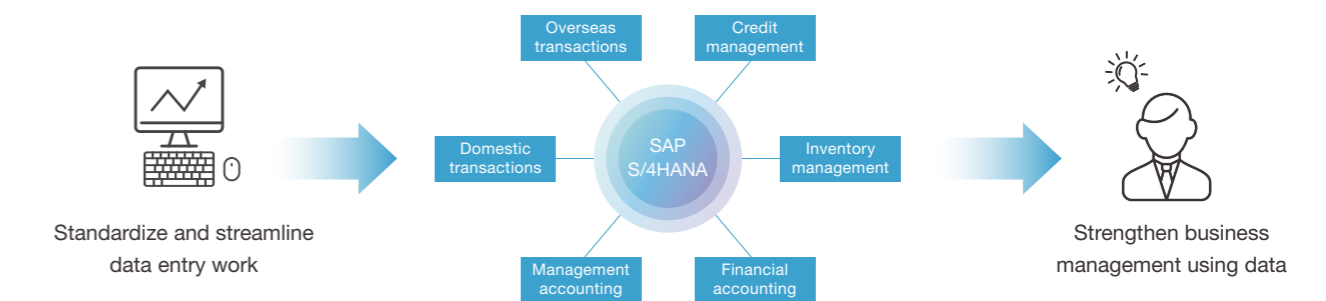 Overseas
transactions
Credit
management
Domestic
transactions
SAP
S/4HANA
Inventory
management
Management
accounting
Financial
accounting
Standardize and streamline
data entry work
Strengthen business
management using data